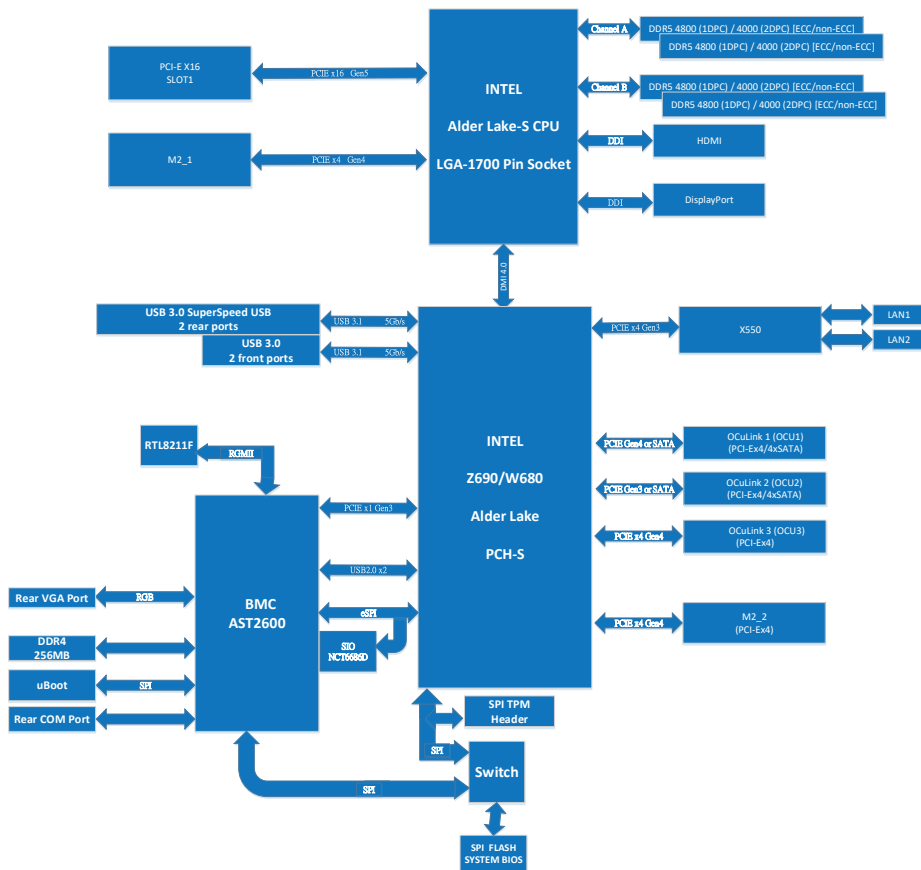 DDR5 4800 (1DPC) / 4000 (2DPC) [ECC/non-ECC]
Channel A
DDR5 4800 (1DPC) / 4000 (2DPC) [ECC/non-ECC]
PCI-E X16
SLOT1
PCIE x16 Gen5
INTEL
Alder Lake-S CPU
LGA-1700 Pin Socket
DDR5 4800 (1DPC) / 4000 (2DPC) [ECC/non-ECC]
Channel B
DDR5 4800 (1DPC) / 4000 (2DPC) [ECC/non-ECC]
DDI
HDMI
M2_1
PCIE x4 Gen4
DDI
DisplayPort
DMI 4.0
USB 3.0 SuperSpeed USB
2 rear ports
USB 3.1 5Gb/s
USB 3.0
2 front ports
USB 3.1 5Gb/s
PCIE x4 Gen3
X550
LAN1
LAN2
INTEL
Z690/W680
Alder Lake
PCH-S
RTL8211F
RGMII
PCIE Gen4 or SATA
OCuLink 1 (OCU1)
(PCI-Ex4/4xSATA)
PCIE Gen3 or SATA
OCuLink 2 (OCU2)
(PCI-Ex4/4xSATA)
PCIE x4 Gen4
OCuLink 3 (OCU3)
(PCI-Ex4)
PCIE x4 Gen4
M2_2
(PCI-Ex4)
PCIE x1 Gen3
USB2.0 x2
eSPI
BMC
AST2600
SIO
NCT6686D
Rear VGA Port
RGB
DDR4
256MB
uBoot
SPI
Rear COM Port
SPI TPM
Header
SPI
Switch
SPI
SPI FLASH
SYSTEM BIOS